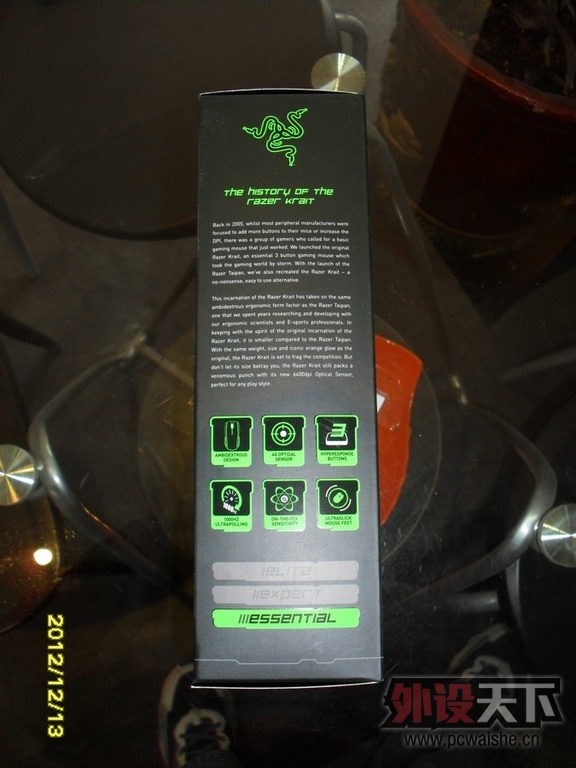 THE HISTORY OF THE
RAZER KRAIT
Back in 2005, whilst most peripheral manufacturers were
focused to add more buttons to their mice or increase the
DPI, there was a group of gamers who called for a basic
gaming mouse that just worked. We launched the original
Razer Krait, an essential 3 button gaming mouse which
took the gaming world by storm. With the launch of the
Razer Taipan, we've also recreated the Razer Krait – a
no-nonsense, easy to use alternative.
This incarnation of the Razer Krait has taken on the same
ambidextrous ergonomic form factor as the Razer Taipan,
one that we spent years researching and developing with
our ergonomic scientists and E-sports professionals. In
keeping with the spirit of the original incarnation of the
Razer Krait, it is smaller compared to the Razer Taipan.
With the same weight, size and iconic orange glow as the
original, the Razer Krait is set to frag the competition. But
don't let its size betray you, the Razer Krait still packs a
venomous punch with its new 6400dpi Optical Sensor,
perfect for any play style.
AMBIDEXTROUS
DESIGN
4G OPTICAL
SENSOR
HYPERESPONSE
BUTTONS
1000HZ
ULTRAPOLLING
ON-THE-FLY
SENSITIVITY
ULTRASLICK
MOUSE FEET
/ELITE
//EXPERT
///ESSENTIAL
2012/12/13
外设天下
www.pcwaishe.cn